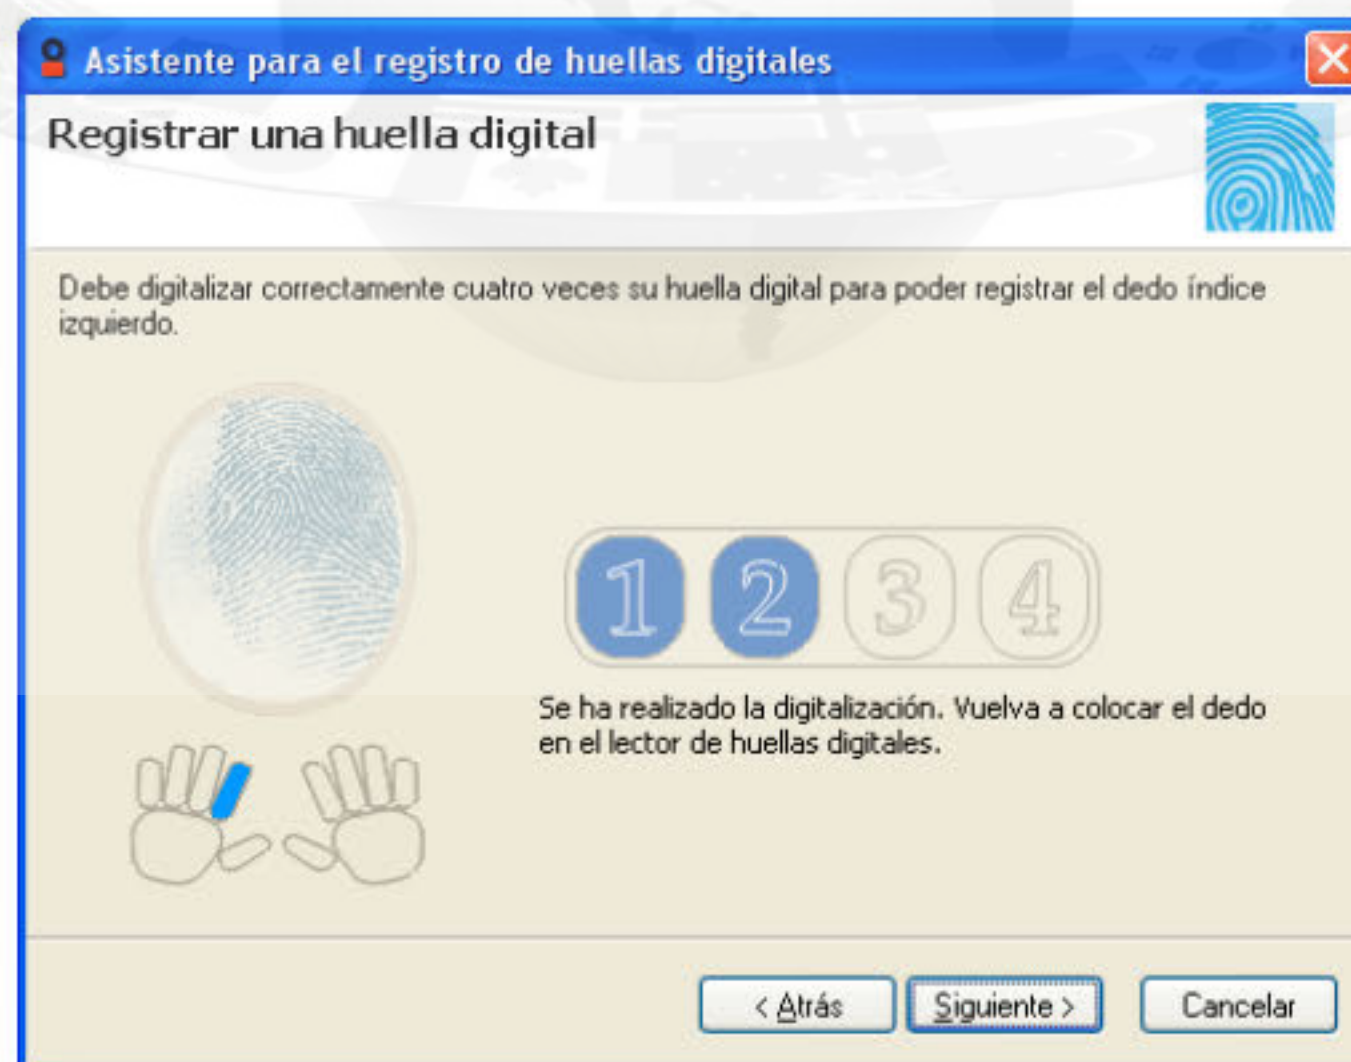 Asistente para el registro de huellas digitales
Registrar una huella digital
Debe digitalizar correctamente cuatro veces su huella digital para poder registrar el dedo índice
izquierdo.
1 2 3 4
Se ha realizado la digitalización. Vuelva a colocar el dedo
en el lector de huellas digitales.
< Atrás Siguiente > Cancelar